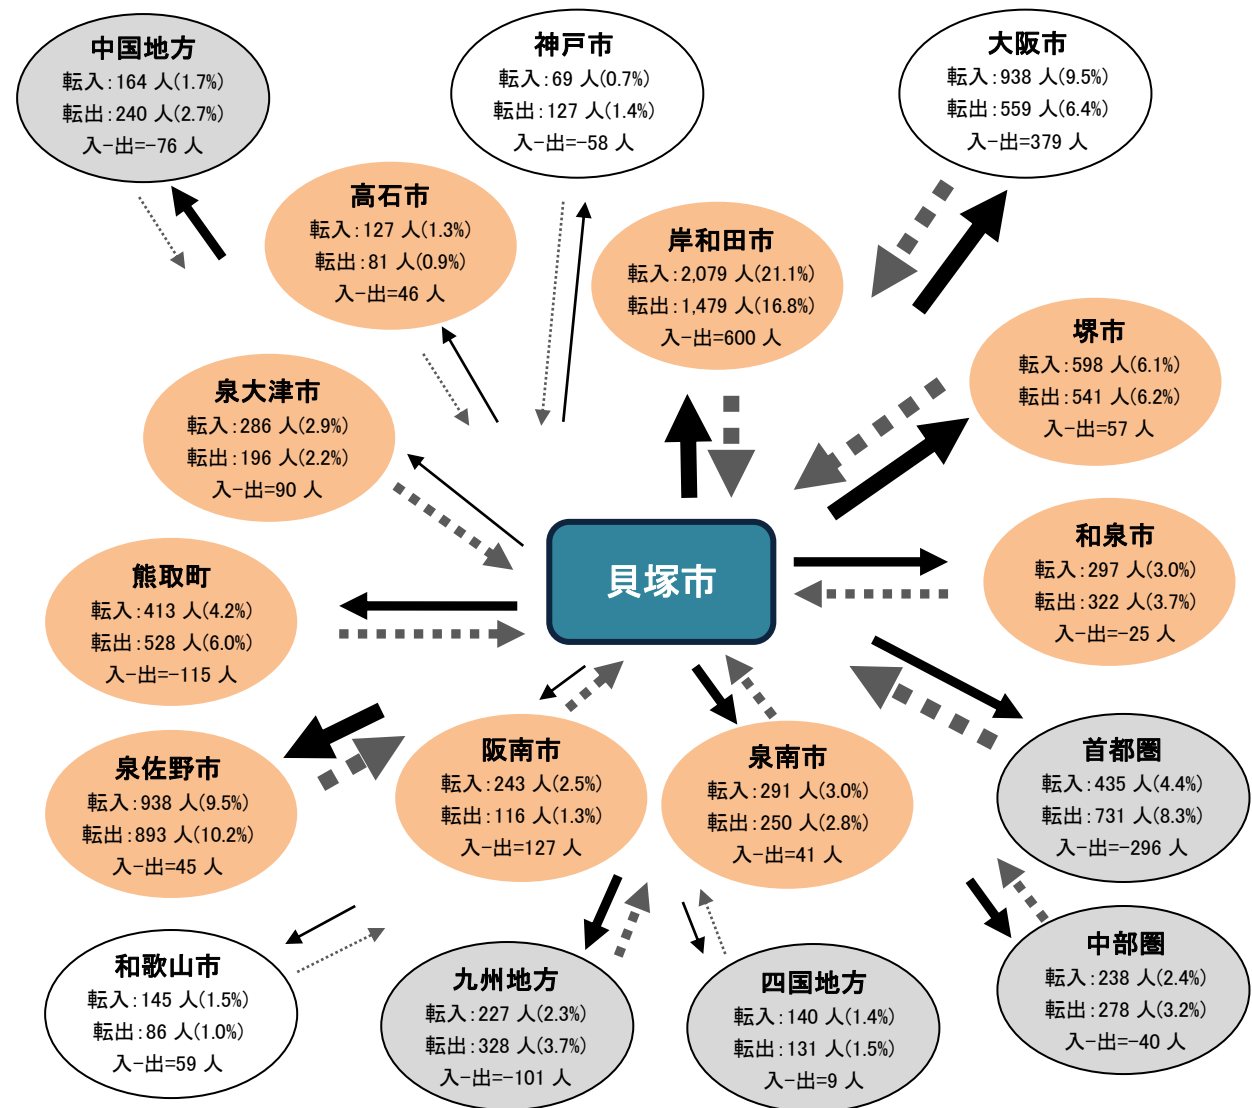 中国地方
転入：164 人(1.7%)
転出：240 人(2.7%)
入-出=-76 人
神戸市
転入：69 人(0.7%)
転出：127 人(1.4%)
入-出=-58 人
大阪市
転入：938 人(9.5%)
転出：559 人(6.4%)
入-出=379 人
高石市
転入：127 人(1.3%)
転出：81 人(0.9%)
入-出=46 人
岸和田市
転入：2,079 人(21.1%)
転出：1,479 人(16.8%)
入-出=600 人
堺市
転入：598 人(6.1%)
転出：541 人(6.2%)
入-出=57 人
泉大津市
転入：286 人(2.9%)
転出：196 人(2.2%)
入-出=90 人
和泉市
転入：297 人(3.0%)
転出：322 人(3.7%)
入-出=-25 人
熊取町
転入：413 人(4.2%)
転出：528 人(6.0%)
入-出=-115 人
貝塚市
泉佐野市
転入：938 人(9.5%)
転出：893 人(10.2%)
入-出=45 人
阪南市
転入：243 人(2.5%)
転出：116 人(1.3%)
入-出=127 人
泉南市
転入：291 人(3.0%)
転出：250 人(2.8%)
入-出=41 人
首都圏
転入：435 人(4.4%)
転出：731 人(8.3%)
入-出=-296 人
和歌山市
転入：145 人(1.5%)
転出：86 人(1.0%)
入-出=59 人
九州地方
転入：227 人(2.3%)
転出：328 人(3.7%)
入-出=-101 人
四国地方
転入：140 人(1.4%)
転出：131 人(1.5%)
入-出=9 人
中部圏
転入：238 人(2.4%)
転出：278 人(3.2%)
入-出=-40 人